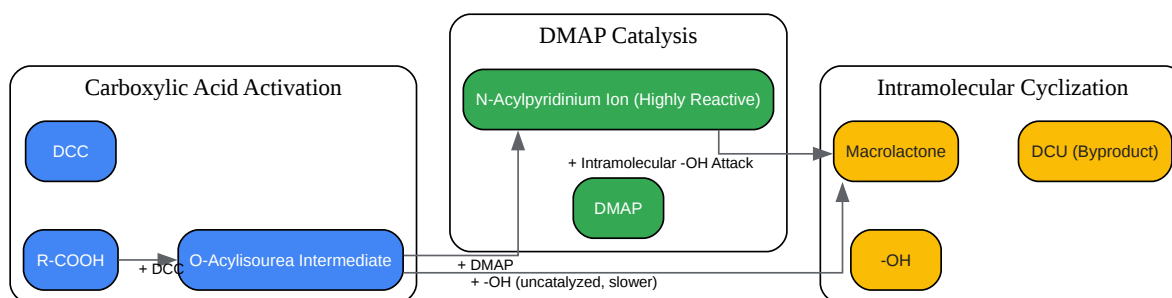 Carboxylic Acid Activation
DCC
R-COOH
+ DCC
O-Acylisourea Intermediate
DMAP Catalysis
N-Acylpyridinium Ion (Highly Reactive)
+ Intramolecular -OH Attack
DMAP
+ DMAP
+ -OH (uncatalyzed, slower)
Intramolecular Cyclization
Macrolactone
DCU (Byproduct)
-OH